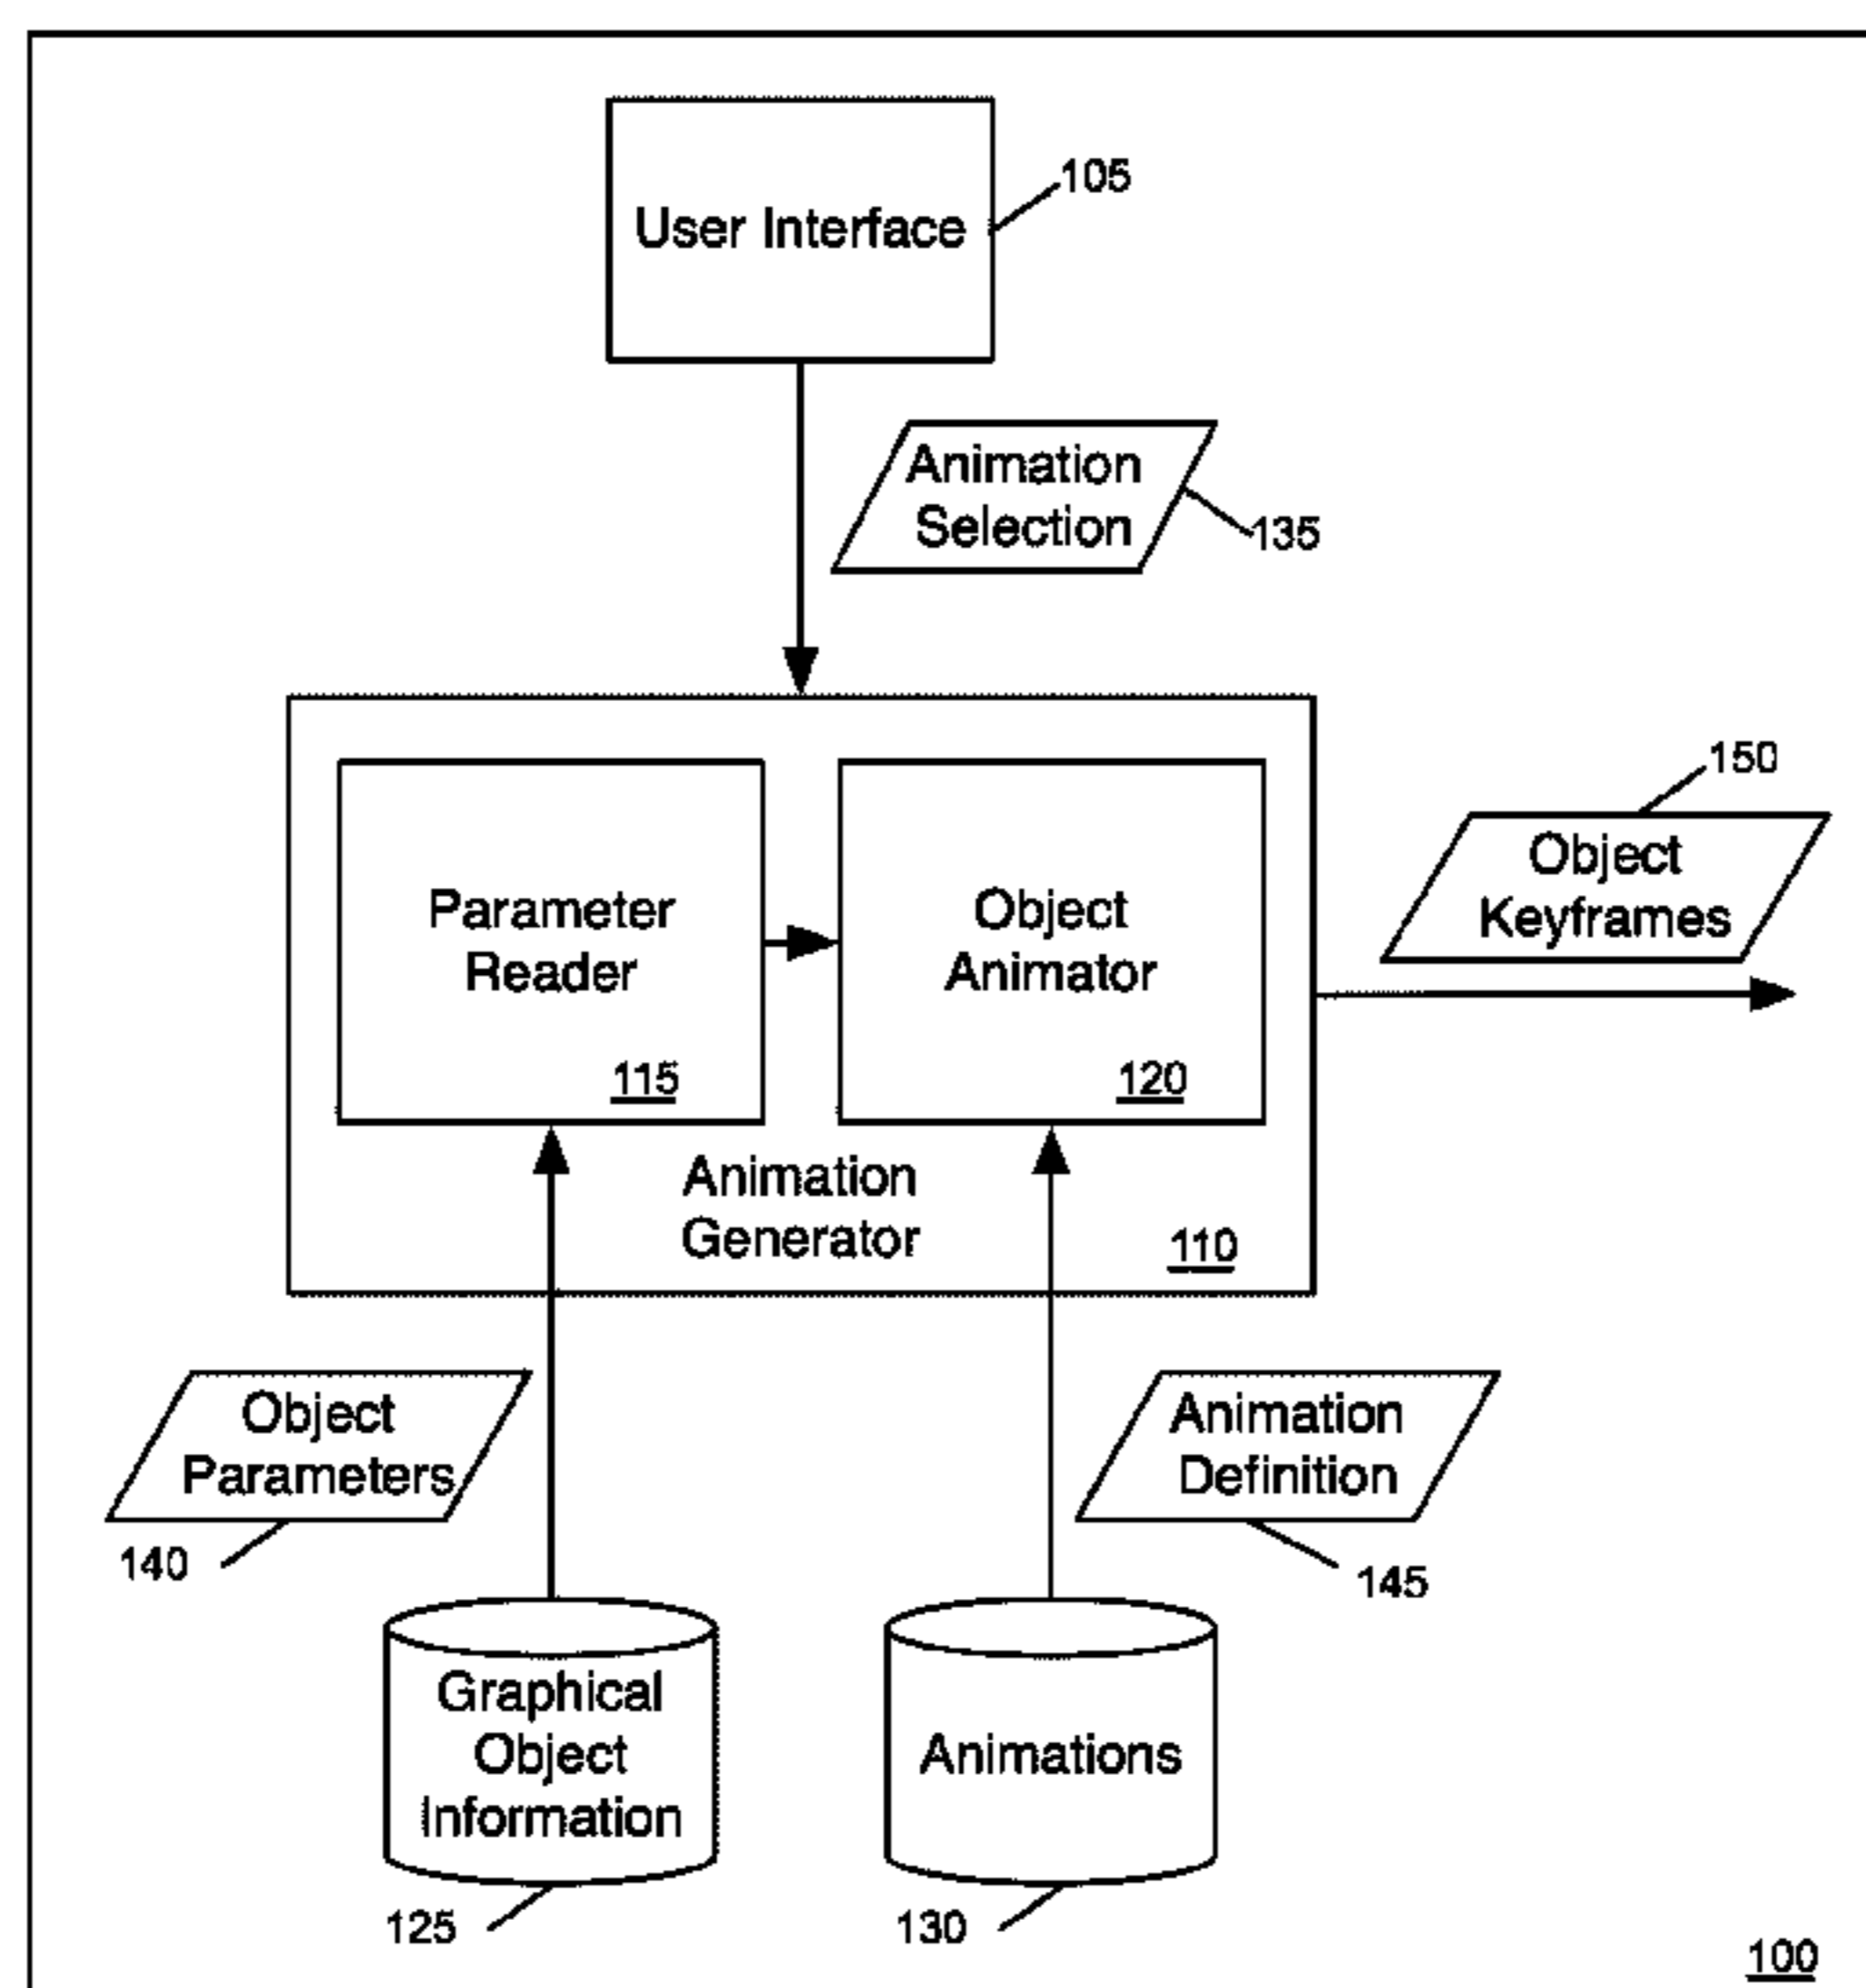 105
User Interface
Animation
Selection
135
150
Object
Keyframes
Parameter
Reader
115
Object
Animator
120
Animation
Generator
110
Object
Parameters
140
Animation
Definition
145
Graphical
Object
Information
125
Animations
130
100